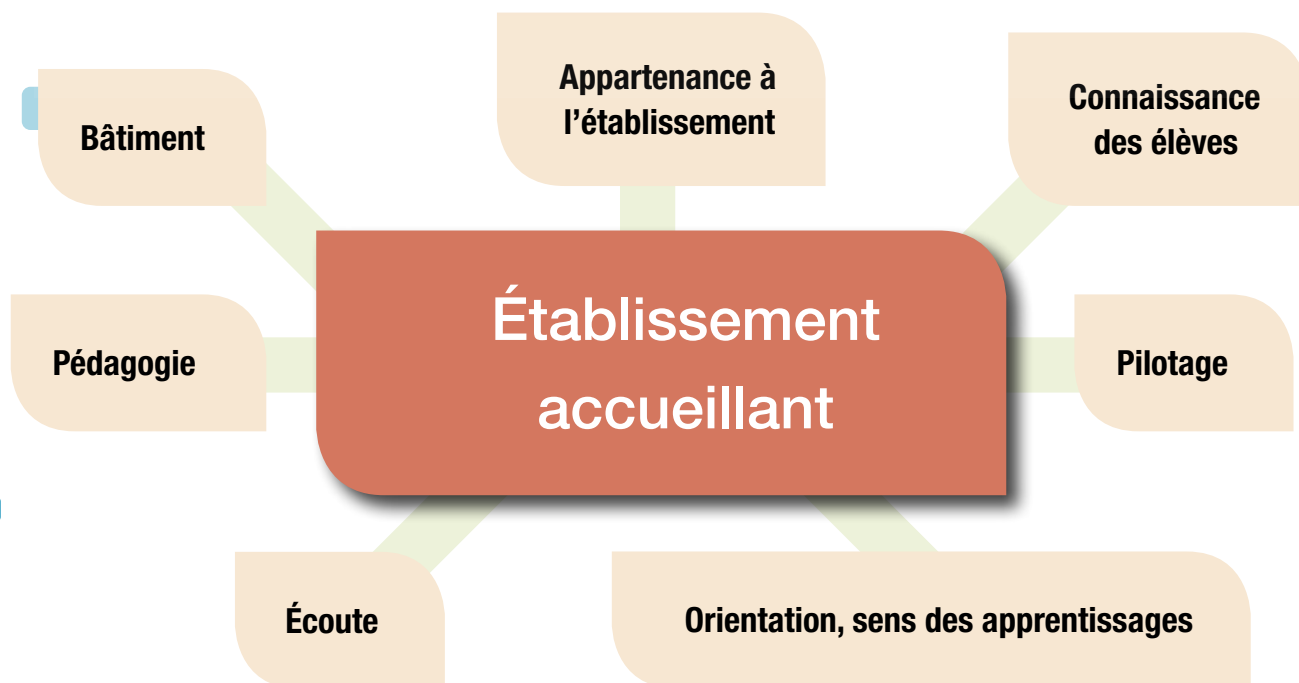 Appartenance à
l’établissement
Connaissance
des élèves
Bâtiment
Établissement
accueillant
Pédagogie
Pilotage
Écoute
Orientation, sens des apprentissages